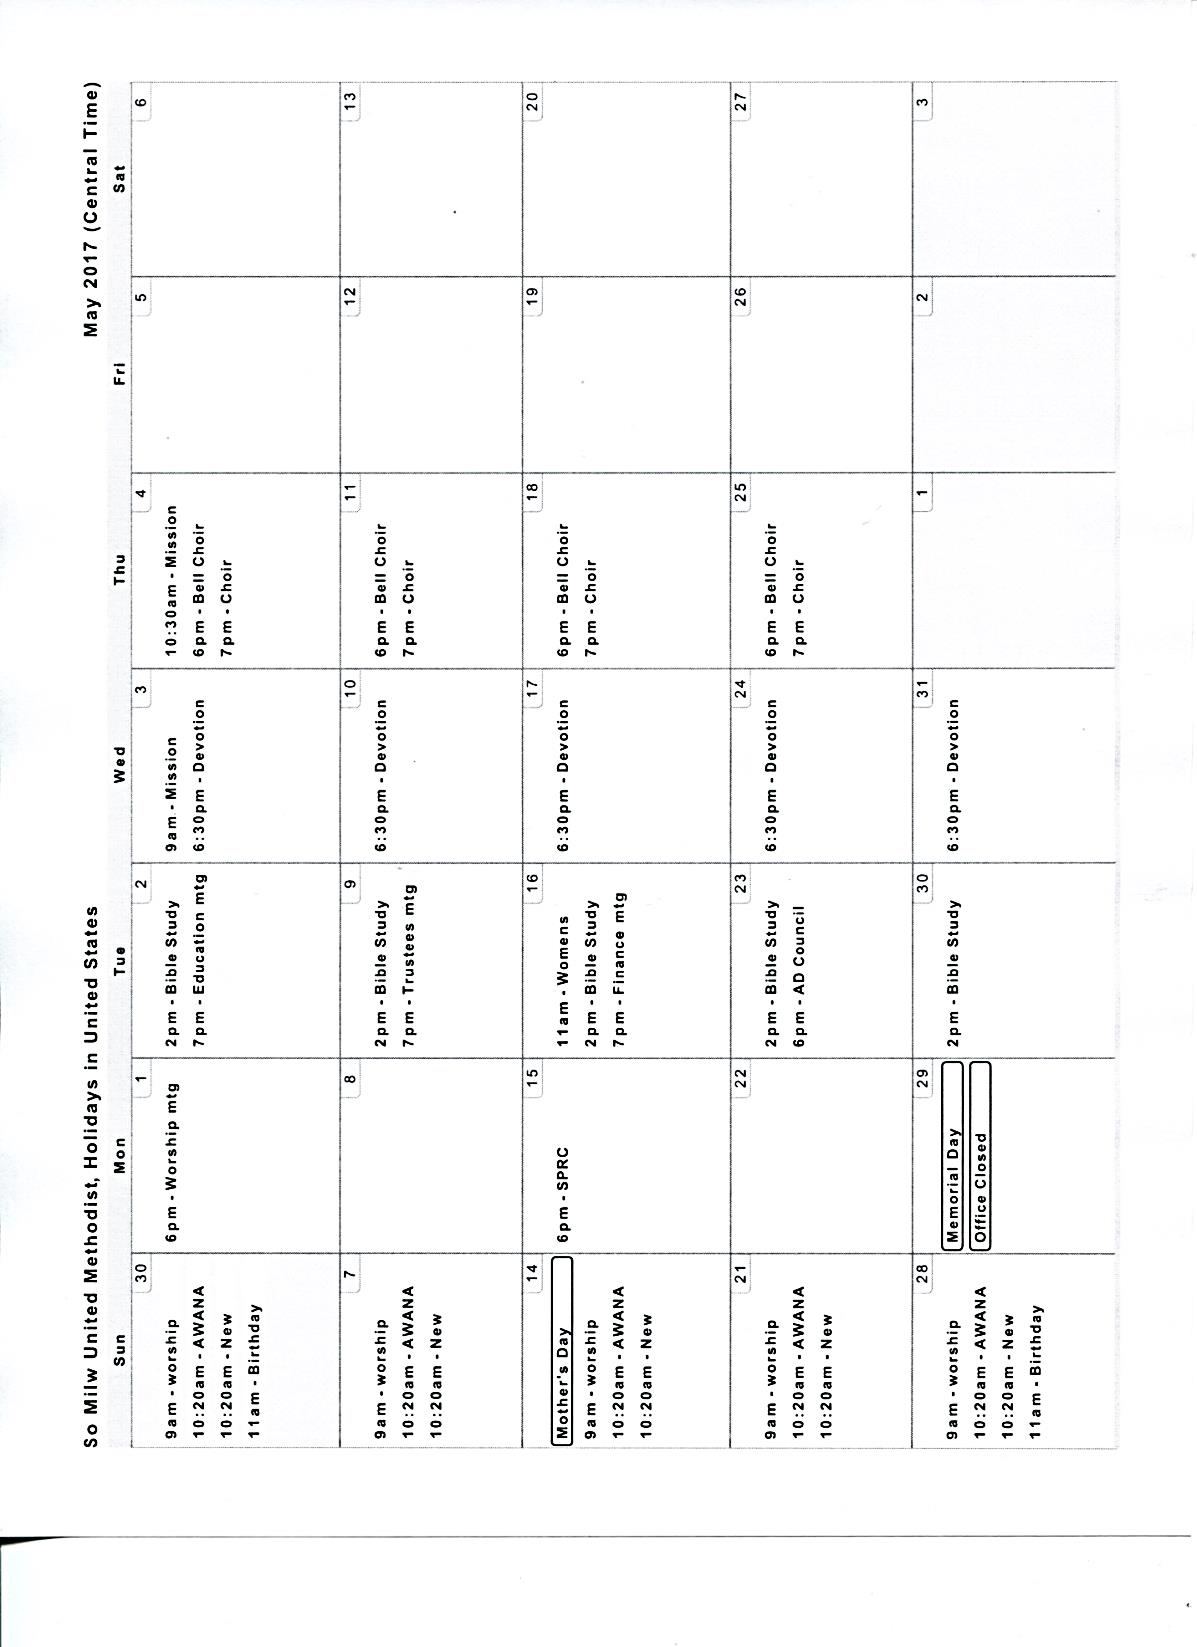 So Milw United Methodist, Holidays in United States
May 2017 (Central Time)
Sun
Mon
Tue
Wed
Thu
Fri
Sat
30
9am - worship
10:20am - AWANA
10:20am - New
11am - Birthday
1
6pm - Worship mtg
2
2pm - Bible Study
7pm - Education mtg
3
9am - Mission
6:30pm - Devotion
4
10:30am - Mission
6pm - Bell Choir
7pm - Choir
5
6
7
9am - worship
10:20am - AWANA
10:20am - New
8
9
2pm - Bible Study
7pm - Trustees mtg
10
6:30pm - Devotion
11
6pm - Bell Choir
7pm - Choir
12
13
14
Mother's Day
9am - worship
10:20am - AWANA
10:20am - New
15
6pm - SPRC
16
11am - Womens
2pm - Bible Study
7pm - Finance mtg
17
6:30pm - Devotion
18
6pm - Bell Choir
7pm - Choir
19
20
21
9am - worship
10:20am - AWANA
10:20am - New
22
23
2pm - Bible Study
6pm - AD Council
24
6:30pm - Devotion
25
6pm - Bell Choir
7pm - Choir
26
27
28
9am - worship
10:20am - AWANA
10:20am - New
11am - Birthday
29
Memorial Day
Office Closed
30
2pm - Bible Study
31
6:30pm - Devotion
1
2
3